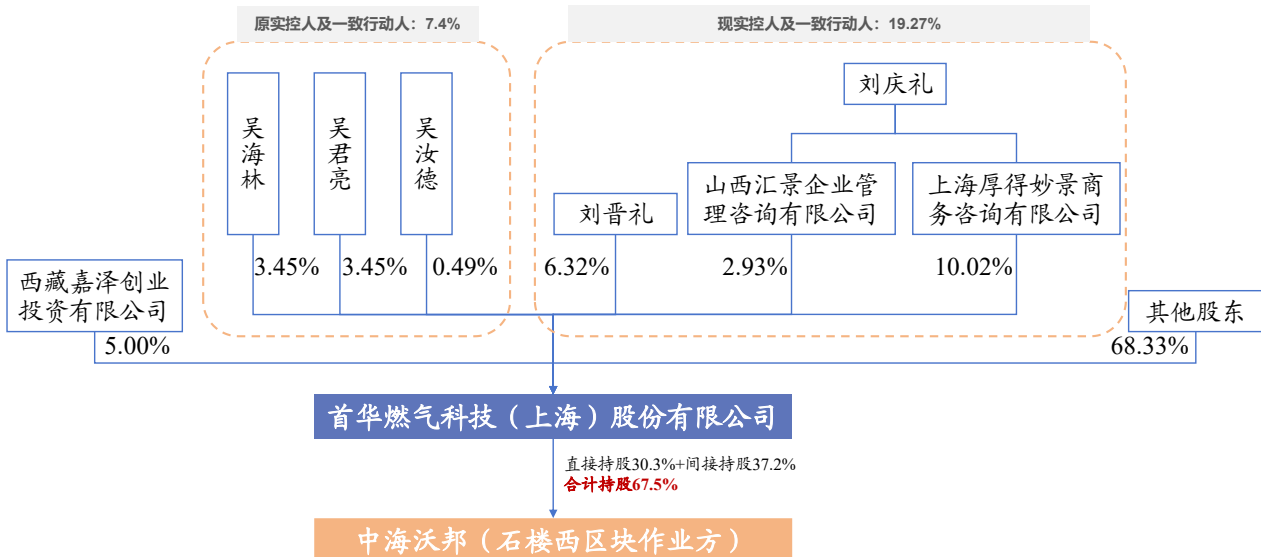 原实控人及一致行动人：7.4%
现实控人及一致行动人：19.27%
刘庆礼
吴海林
吴君亮
吴汝德
刘晋礼
山西汇景企业管
理咨询有限公司
上海厚得妙景商
务咨询有限公司
3.45%
3.45%
0.49%
6.32%
2.93%
10.02%
西藏嘉泽创业
投资有限公司
其他股东
5.00%
68.33%
首华燃气科技（上海）股份有限公司
直接持股30.3%+间接持股37.2%
合计持股67.5%
中海沃邦（石楼西区块作业方）